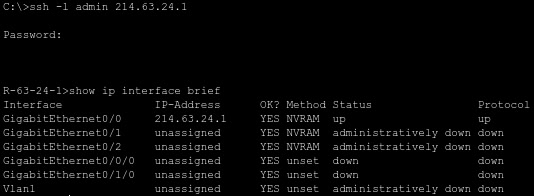 C:\>ssh -l admin 214.63.24.1
Password:
R-63-24-1>show ip interface brief
Interface IP-Address OK? Method Status Protocol
GigabitEthernet0/0 214.63.24.1 YES NVRAM up up
GigabitEthernet0/1 unassigned YES NVRAM administratively down down
GigabitEthernet0/2 unassigned YES NVRAM administratively down down
GigabitEthernet0/0/0 unassigned YES unset down down
GigabitEthernet0/1/0 unassigned YES unset down down
Vlan1 unassigned YES unset administratively down down